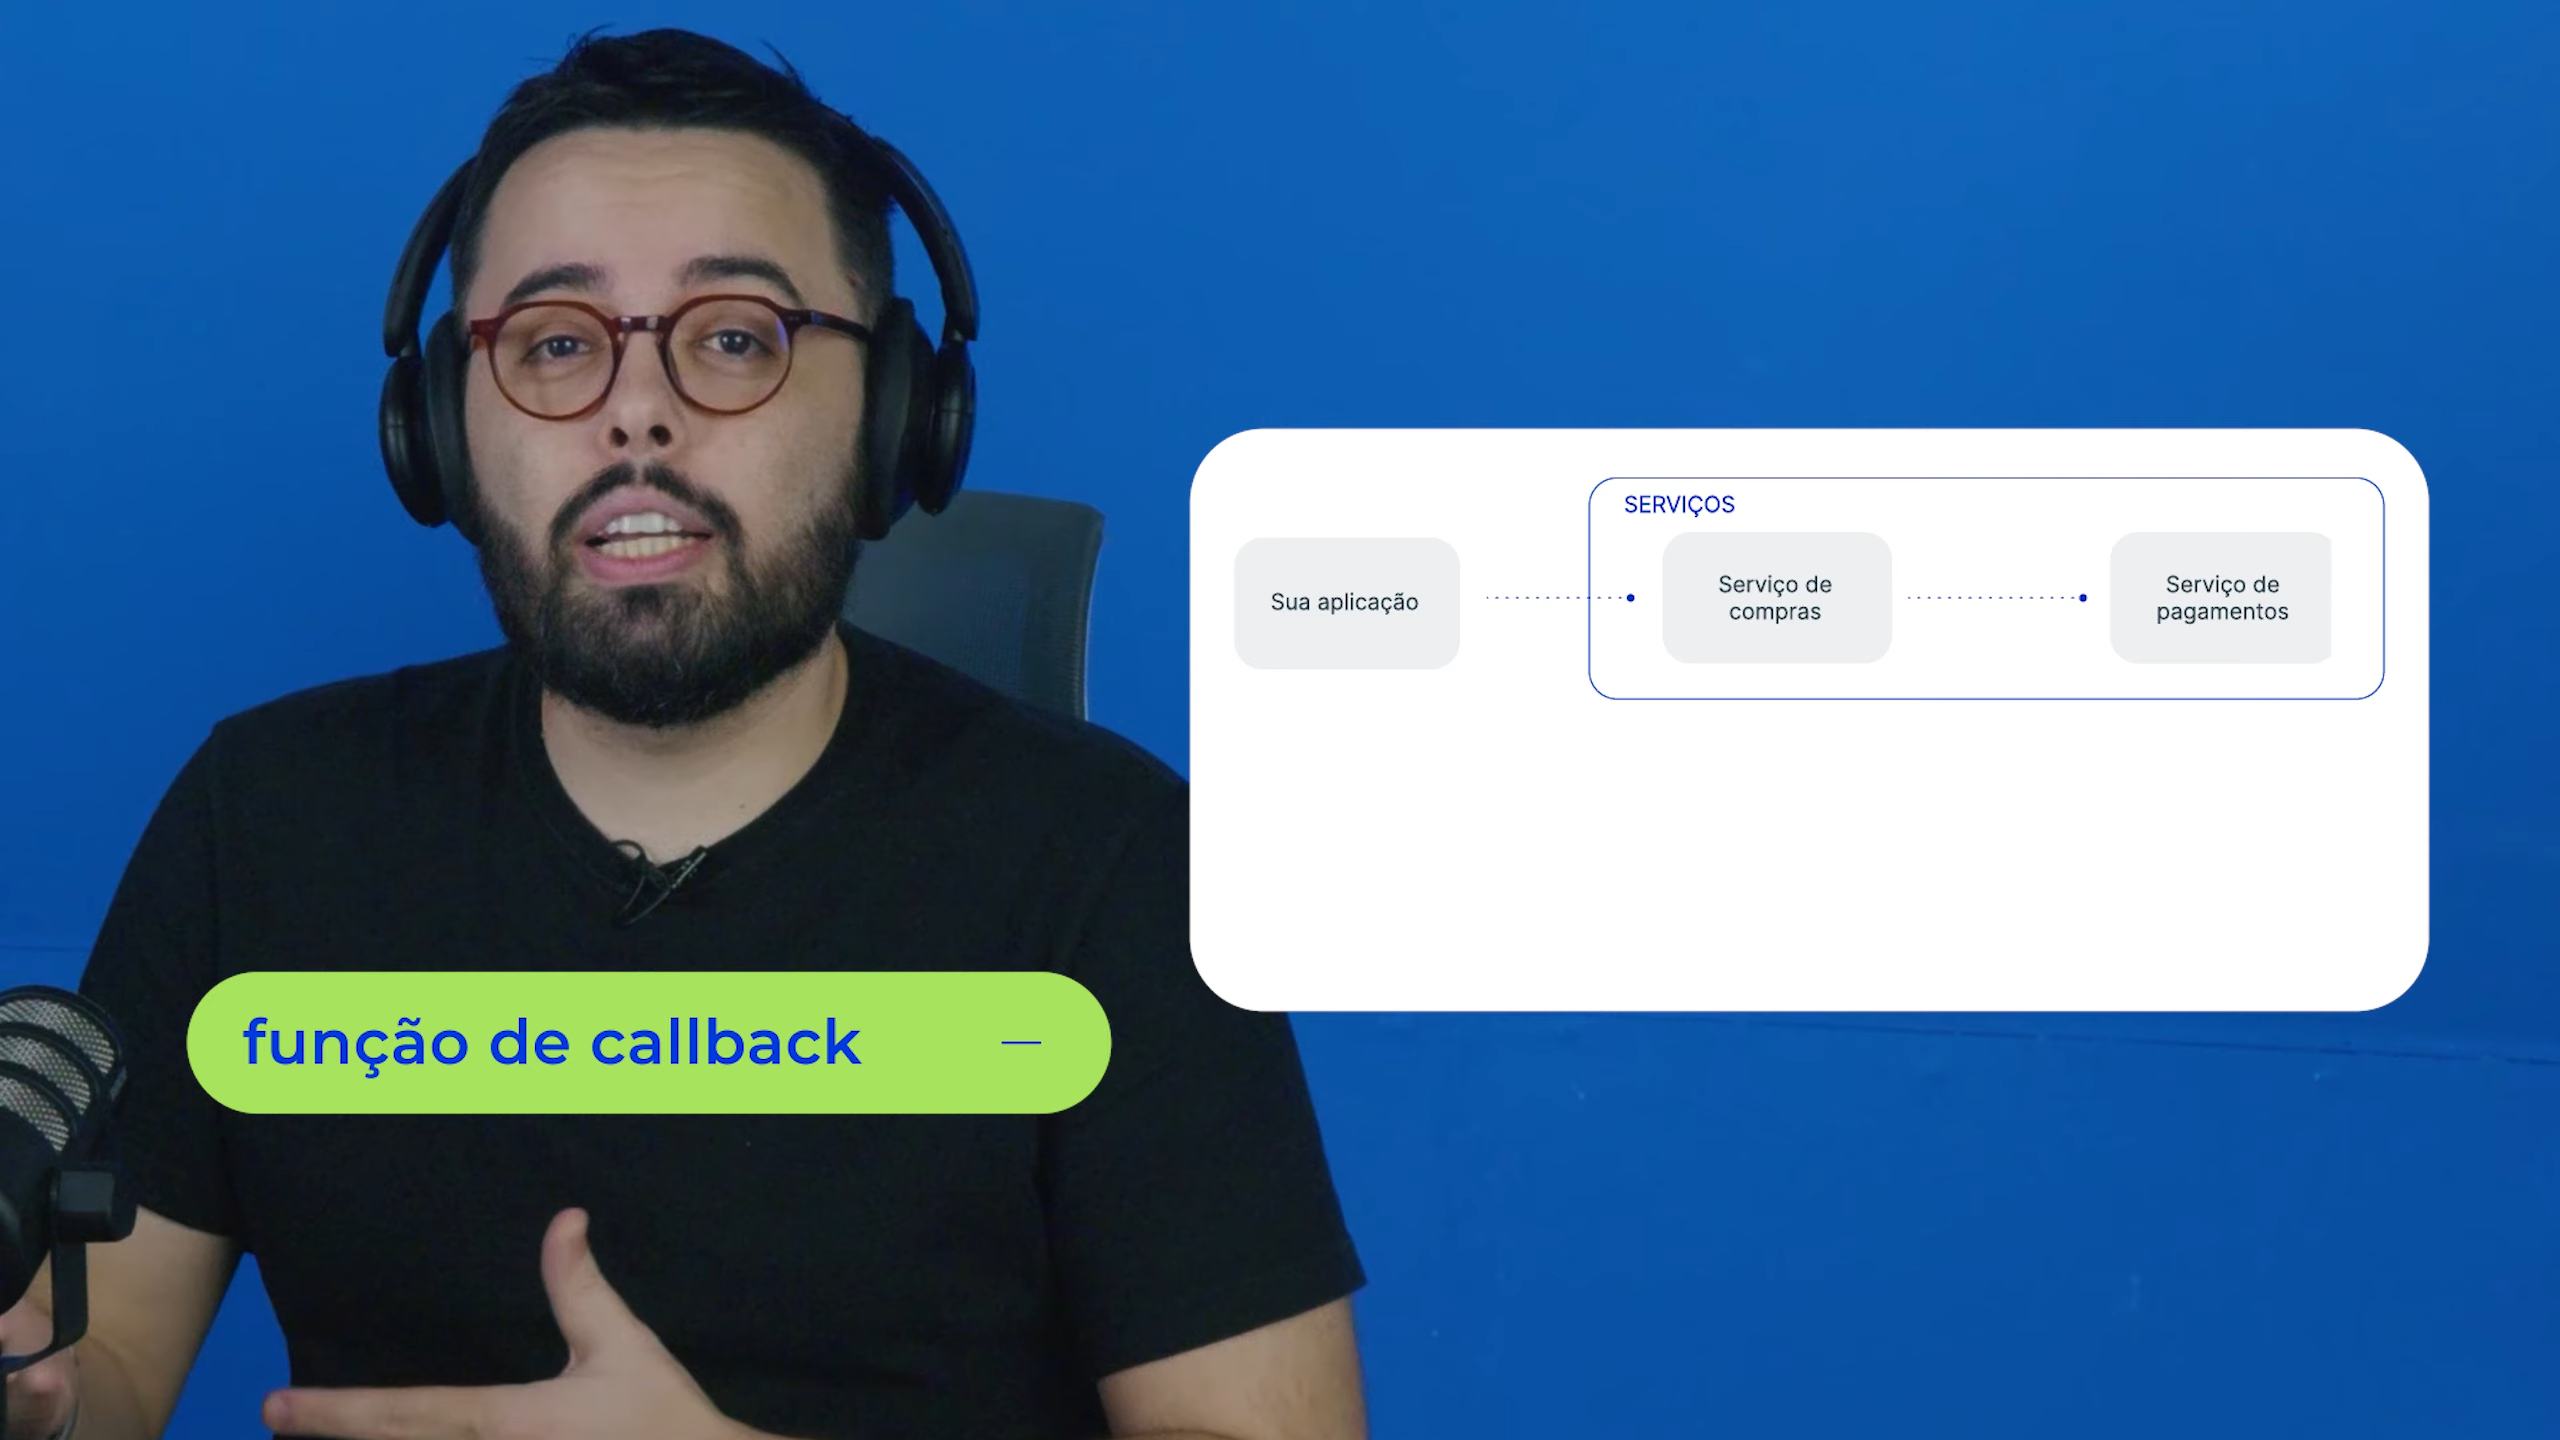 SERVIÇOS
Sua aplicação
Serviço de
compras
Serviço de
pagamentos
função de callback